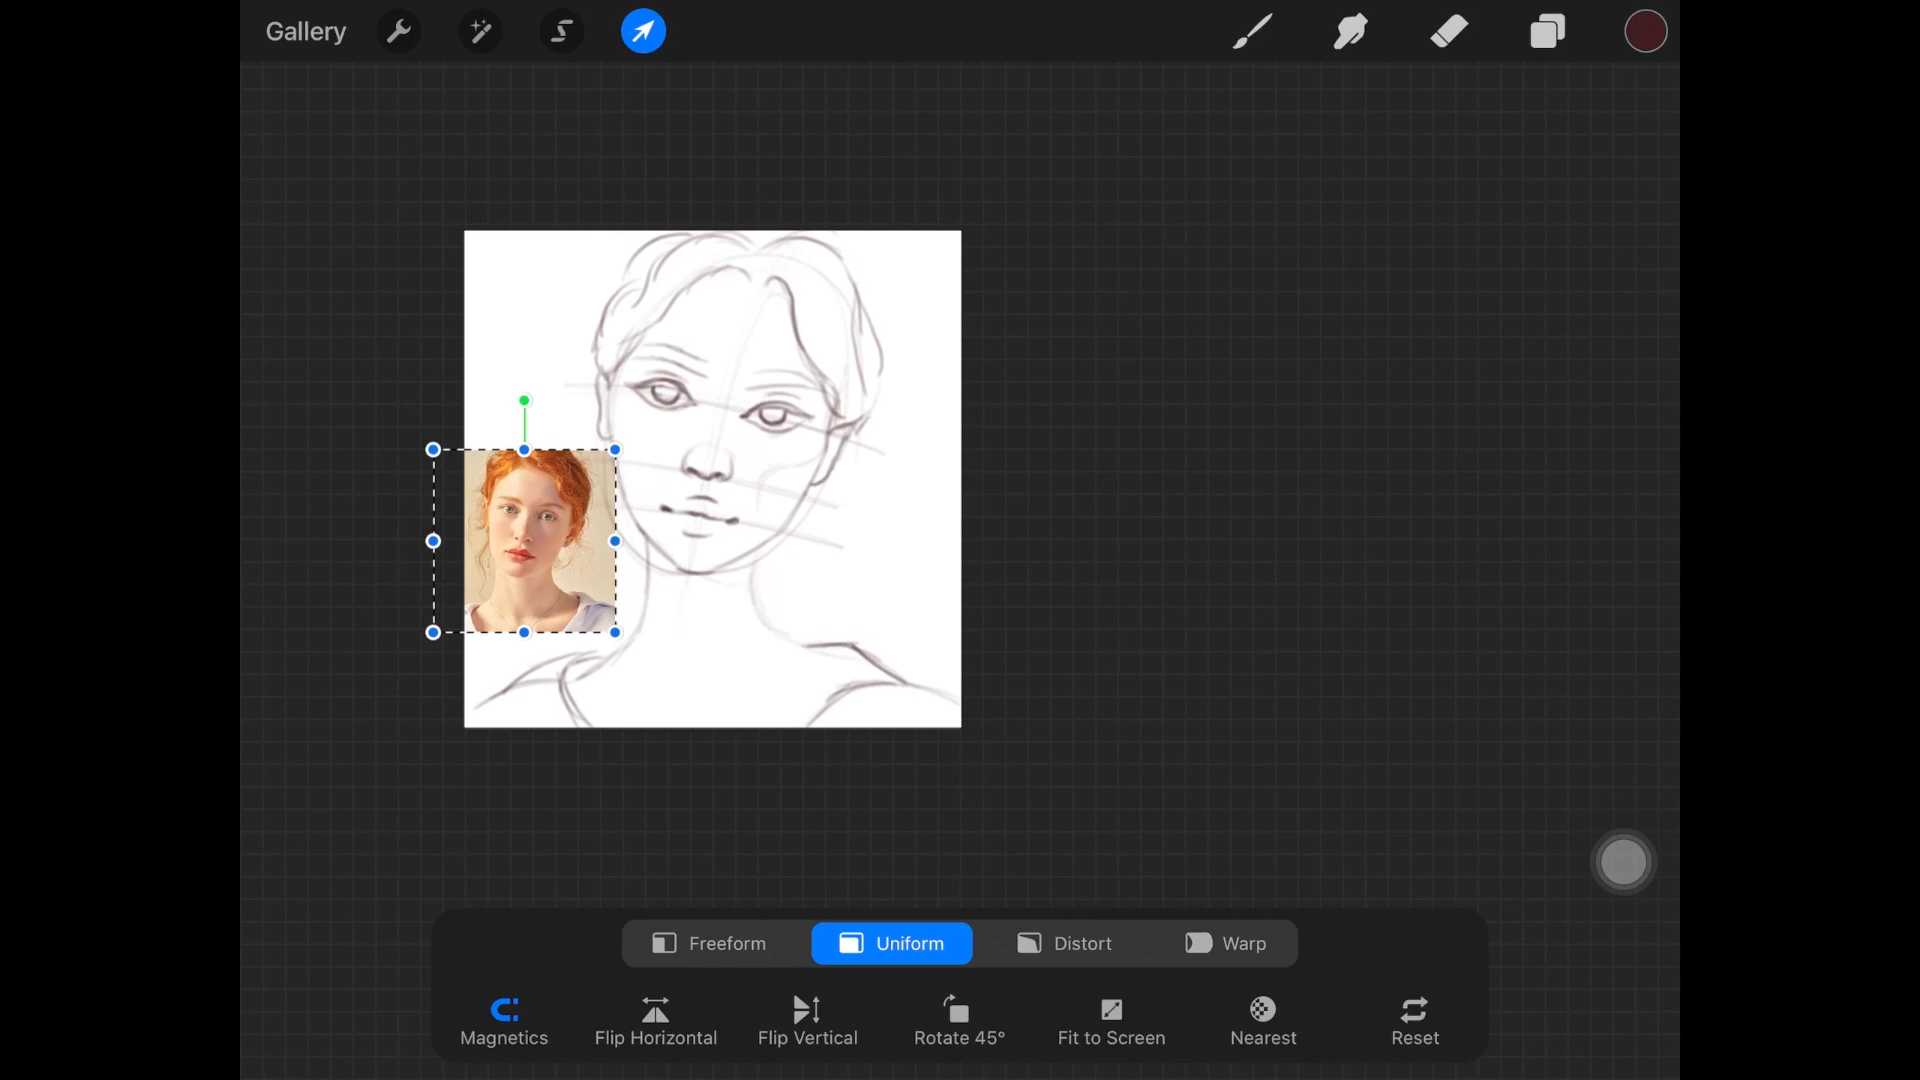 Gallery
Freeform
Uniform
Distort
Warp
Magnetics
Flip Horizontal
Flip Vertical
Rotate 45°
Fit to Screen
Nearest
Reset